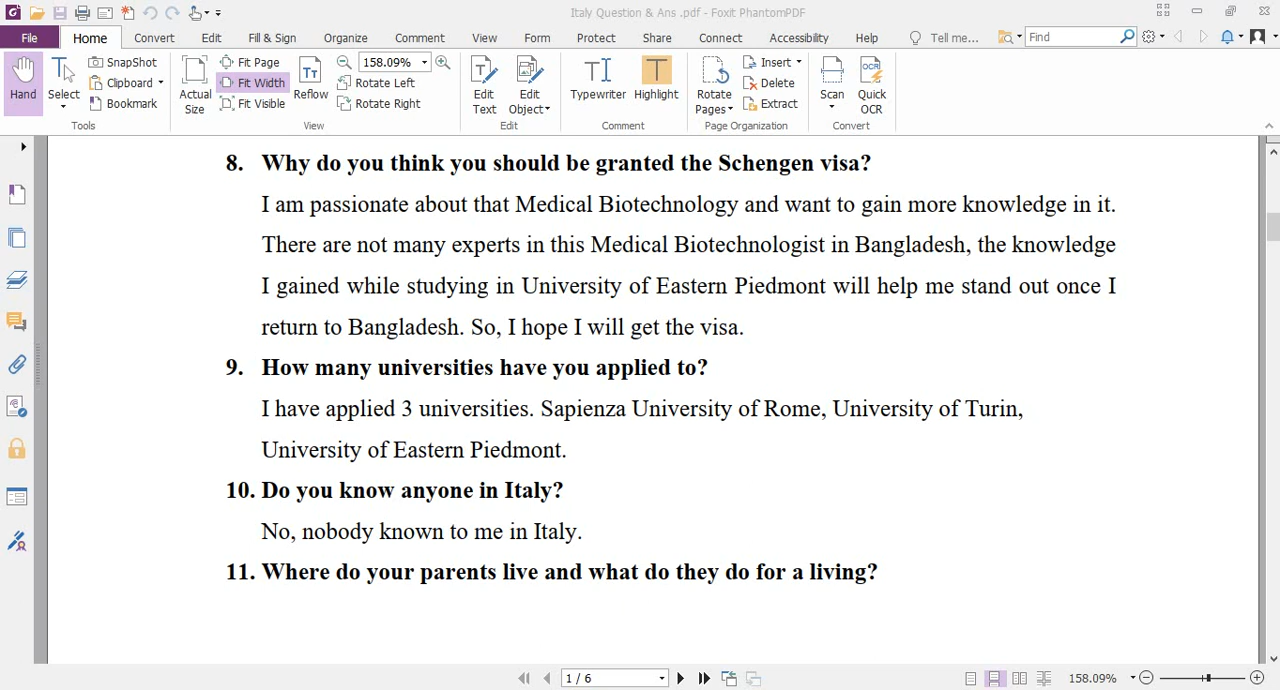 Italy Question & Ans .pdf - Foxit PhantomPDF
File Home Convert Edit Fill & Sign Organize Comment View Form Protect Share Connect Accessibility Help Tell me... Find
Hand
Select
SnapShot
Clipboard
Bookmark
Tools
Actual Size
Fit Page
Fit Width
Fit Visible
Reflow
158.09%
Rotate Left
Rotate Right
View
Edit Text
Edit Object
Edit
Typewriter
Highlight
Comment
Rotate Pages
Insert
Delete
Extract
Page Organization
Scan
Quick OCR
Convert
8. Why do you think you should be granted the Schengen visa?
I am passionate about that Medical Biotechnology and want to gain more knowledge in it.
There are not many experts in this Medical Biotechnologist in Bangladesh, the knowledge
I gained while studying in University of Eastern Piedmont will help me stand out once I
return to Bangladesh. So, I hope I will get the visa.
9. How many universities have you applied to?
I have applied 3 universities. Sapienza University of Rome, University of Turin,
University of Eastern Piedmont.
10. Do you know anyone in Italy?
No, nobody known to me in Italy.
11. Where do your parents live and what do they do for a living?
1 / 6
158.09%